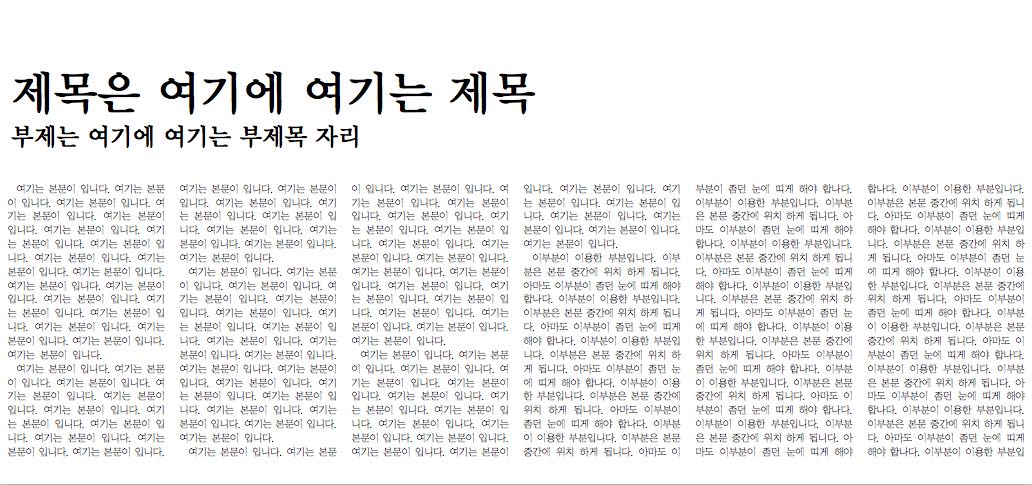 제목은 여기에 여기는 제목
부제는 여기에 여기는 부제목 자리
여기는 본문이 입니다. 여기는 본문
이 입니다. 여기는 본문이 입니다. 여
기는 본문이 입니다. 여기는 본문이
입니다. 여기는 본문이 입니다. 여기
는 본문이 입니다. 여기는 본문이 입
니다. 여기는 본문이 입니다. 여기는
본문이 입니다. 여기는 본문이 입니다.
여기는 본문이 입니다. 여기는 본문이
입니다. 여기는 본문이 입니다. 여기
는 본문이 입니다. 여기는 본문이 입
니다. 여기는 본문이 입니다. 여기는
본문이 입니다. 여기는 본문이 입니다.
여기는 본문이 입니다.
여기는 본문이 입니다. 여기는 본문
이 입니다. 여기는 본문이 입니다. 여
기는 본문이 입니다. 여기는 본문이
입니다. 여기는 본문이 입니다. 여기
는 본문이 입니다. 여기는 본문이 입
니다. 여기는 본문이 입니다. 여기는
본문이 입니다. 여기는 본문이 입니다.
여기는 본문이 입니다. 여기는 본문이
입니다. 여기는 본문이 입니다. 여기
는 본문이 입니다. 여기는 본문이 입
니다. 여기는 본문이 입니다. 여기는
본문이 입니다. 여기는 본문이 입니다.
여기는 본문이 입니다.
여기는 본문이 입니다. 여기는 본문
이 입니다. 여기는 본문이 입니다. 여
기는 본문이 입니다. 여기는 본문이
입니다. 여기는 본문이 입니다. 여기
는 본문이 입니다. 여기는 본문이 입
니다. 여기는 본문이 입니다. 여기는
본문이 입니다. 여기는 본문이 입니다.
여기는 본문이 입니다. 여기는 본문이
입니다. 여기는 본문이 입니다. 여기
는 본문이 입니다. 여기는 본문이 입
니다. 여기는 본문이 입니다. 여기는
본문이 입니다. 여기는 본문이 입니다.
여기는 본문이 입니다.
여기는 본문이 입니다. 여기는 본문
이 입니다. 여기는 본문이 입니다. 여
기는 본문이 입니다. 여기는 본문이
입니다. 여기는 본문이 입니다. 여기
는 본문이 입니다. 여기는 본문이 입
니다. 여기는 본문이 입니다. 여기는
본문이 입니다. 여기는 본문이 입니다.
여기는 본문이 입니다. 여기는 본문이
입니다. 여기는 본문이 입니다. 여기
는 본문이 입니다. 여기는 본문이 입
니다. 여기는 본문이 입니다. 여기는
본문이 입니다. 여기는 본문이 입니다.
여기는 본문이 입니다.
여기는 본문이 입니다. 여기는 본문
이 입니다. 여기는 본문이 입니다. 여
기는 본문이 입니다. 여기는 본문이
입니다. 여기는 본문이 입니다. 여기
는 본문이 입니다. 여기는 본문이 입
니다. 여기는 본문이 입니다. 여기는
본문이 입니다. 여기는 본문이 입니다.
여기는 본문이 입니다. 여기는 본문이
입니다. 여기는 본문이 입니다. 여기
는 본문이 입니다. 여기는 본문이 입
니다. 여기는 본문이 입니다. 여기는
본문이 입니다. 여기는 본문이 입니다.
여기는 본문이 입니다.
이부분이 이용한 부분입니다. 이부
분은 본문 중간에 위치 하게 됩니다.
아마도 이부분이 좀던 눈에 띠게 해야
합나다. 이부분이 이용한 부분입니다.
이부분은 본문 중간에 위치 하게 됩니
다. 아마도 이부분이 좀던 눈에 띠게
해야 합나다. 이부분이 이용한 부분입
니다. 이부분은 본문 중간에 위치 하
게 됩니다. 아마도 이부분이 좀던 눈
에 띠게 해야 합나다. 이부분이 이용
한 부분입니다. 이부분은 본문 중간에
위치 하게 됩니다. 아마도 이부분이
좀던 눈에 띠게 해야 합나다. 이부분
이 이용한 부분입니다. 이부분은 본문
중간에 위치 하게 됩니다. 아마도 이
부분이 좀던 눈에 띠게 해야 합나다.
이부분이 이용한 부분입니다. 이부분
은 본문 중간에 위치 하게 됩니다. 아
마도 이부분이 좀던 눈에 띠게 해야
합나다. 이부분이 이용한 부분입니다.
이부분은 본문 중간에 위치 하게 됩니
다. 아마도 이부분이 좀던 눈에 띠게
해야 합나다. 이부분이 이용한 부분입
니다. 이부분은 본문 중간에 위치 하
게 됩니다. 아마도 이부분이 좀던 눈
에 띠게 해야 합나다. 이부분이 이용
한 부분입니다. 이부분은 본문 중간에
위치 하게 됩니다. 아마도 이부분이
좀던 눈에 띠게 해야 합나다. 이부분
이 이용한 부분입니다. 이부분은 본문
중간에 위치 하게 됩니다. 아마도 이
부분이 좀던 눈에 띠게 해야 합나다.
이부분이 이용한 부분입니다. 이부분
은 본문 중간에 위치 하게 됩니다. 아
마도 이부분이 좀던 눈에 띠게 해야
합나다. 이부분이 이용한 부분입니다.
이부분은 본문 중간에 위치 하게 됩니
다. 아마도 이부분이 좀던 눈에 띠게
해야 합나다. 이부분이 이용한 부분입
니다. 이부분은 본문 중간에 위치 하
게 됩니다. 아마도 이부분이 좀던 눈
에 띠게 해야 합나다. 이부분이 이용
한 부분입니다. 이부분은 본문 중간에
위치 하게 됩니다. 아마도 이부분이
좀던 눈에 띠게 해야 합나다. 이부분
이 이용한 부분입니다. 이부분은 본문
중간에 위치 하게 됩니다. 아마도 이
부분이 좀던 눈에 띠게 해야 합나다.
이부분이 이용한 부분입니다. 이부분
은 본문 중간에 위치 하게 됩니다. 아
마도 이부분이 좀던 눈에 띠게 해야
합나다. 이부분이 이용한 부분입니다.
이부분은 본문 중간에 위치 하게 됩니
다. 아마도 이부분이 좀던 눈에 띠게
해야 합나다. 이부분이 이용한 부분입